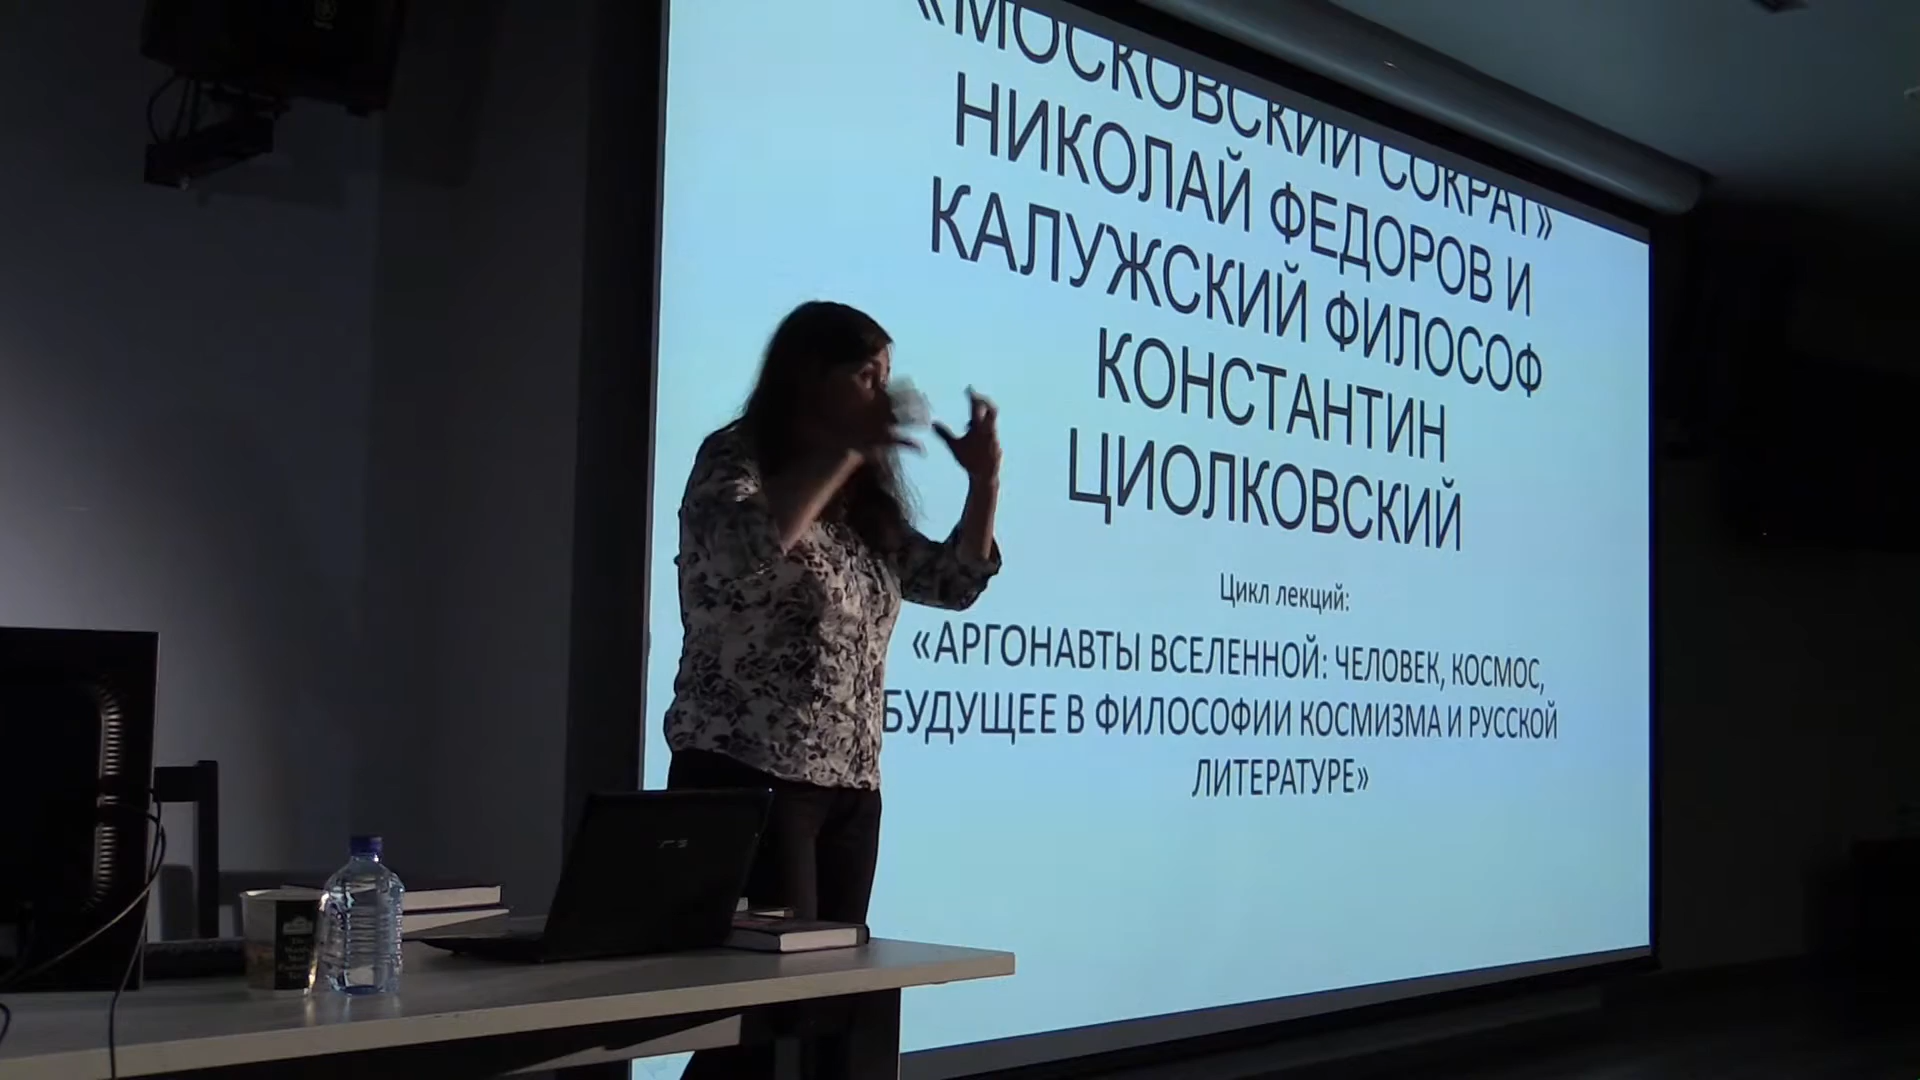 «МОСКОВСКИЙ СОКРАТ»
НИКОЛАЙ ФЕДОРОВ И
КАЛУЖСКИЙ ФИЛОСОФ
КОНСТАНТИН
ЦИОЛКОВСКИЙ
Цикл лекций:
«АРГОНАВТЫ ВСЕЛЕННОЙ: ЧЕЛОВЕК, КОСМОС,
БУДУЩЕЕ В ФИЛОСОФИИ КОСМИЗМА И РУССКОЙ
ЛИТЕРАТУРЕ»